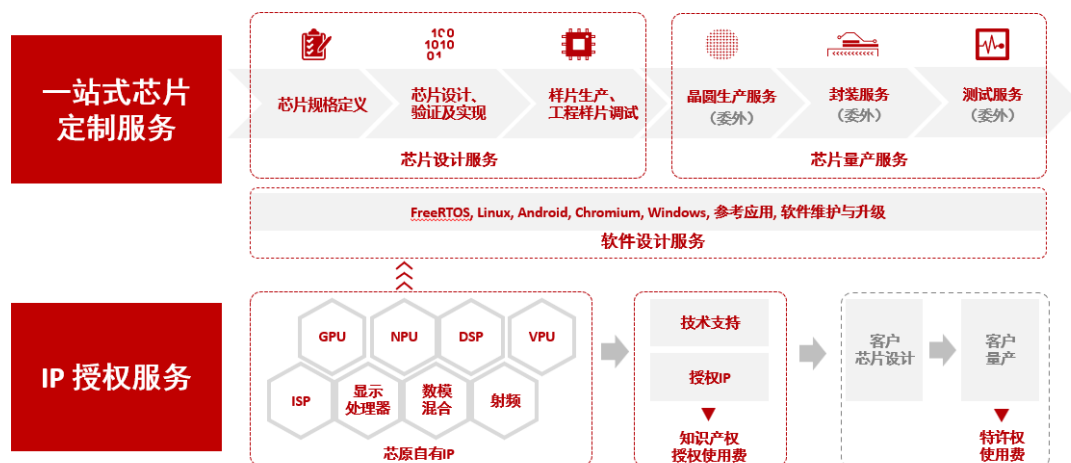 一站式芯片
定制服务
100
1010
01
芯片规格定义
芯片设计、
验证及实现
样片生产、
工程样片调试
芯片设计服务
晶圆生产服务
（委外）
封装服务
（委外）
测试服务
（委外）
芯片量产服务
FreeRTOS, Linux, Android, Chromium, Windows, 参考应用, 软件维护与升级
软件设计服务
IP 授权服务
GPU
NPU
DSP
VPU
ISP
显示
处理器
数模
混合
射频
芯原自有IP
技术支持
授权IP
知识产权
授权使用费
客户
芯片设计
客户
量产
特许权
使用费